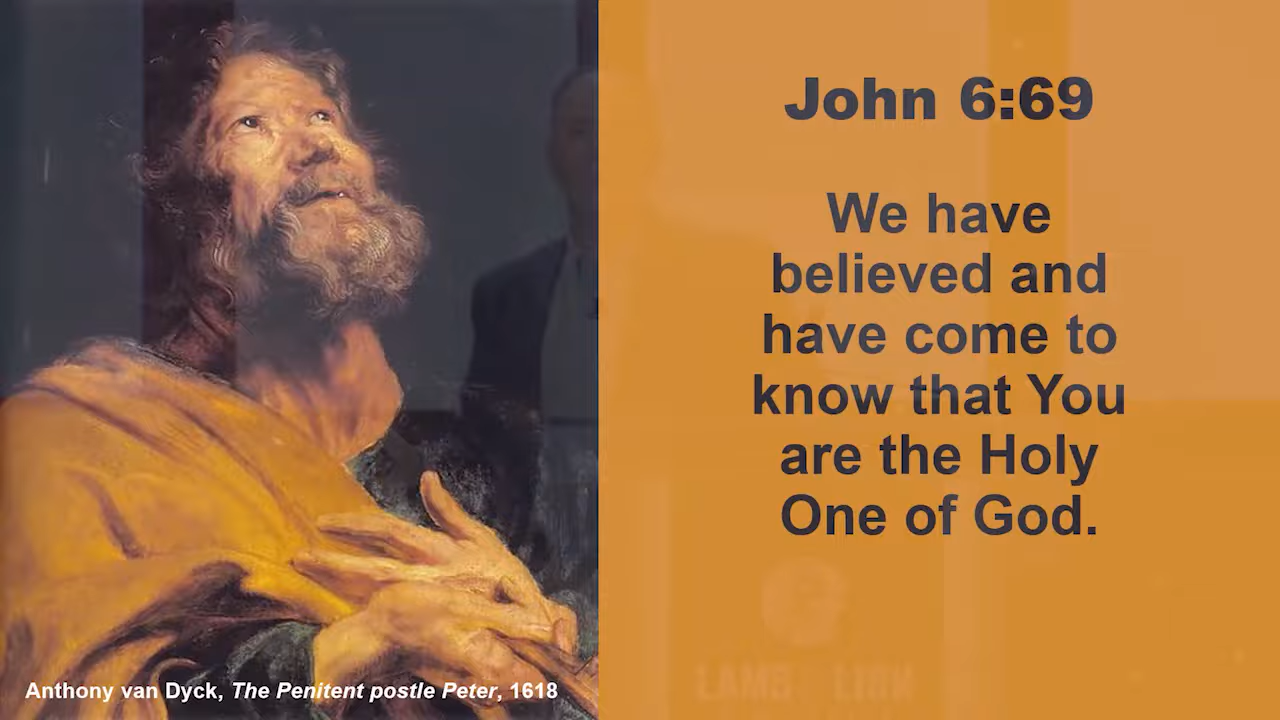 John 6:69
We have
believed and
have come to
know that You
are the Holy
One of God.
Anthony van Dyck, The Penitent postle Peter, 1618